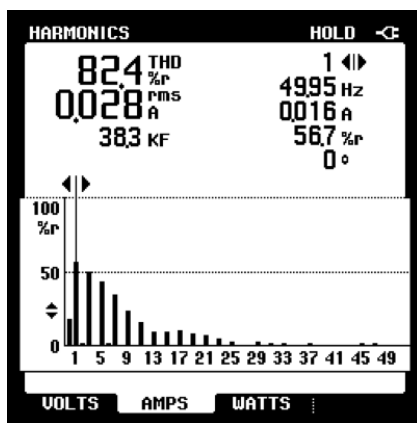 HARMONICS HOLD
82.4 THD %r
0.028 rms A
38.3 KF
1
49.95 Hz
0.016 A
56.7 %r
0 °
100
%r
50
0
1 5 9 13 17 21 25 29 33 37 41 45 49
VOLTS AMPS WATTS